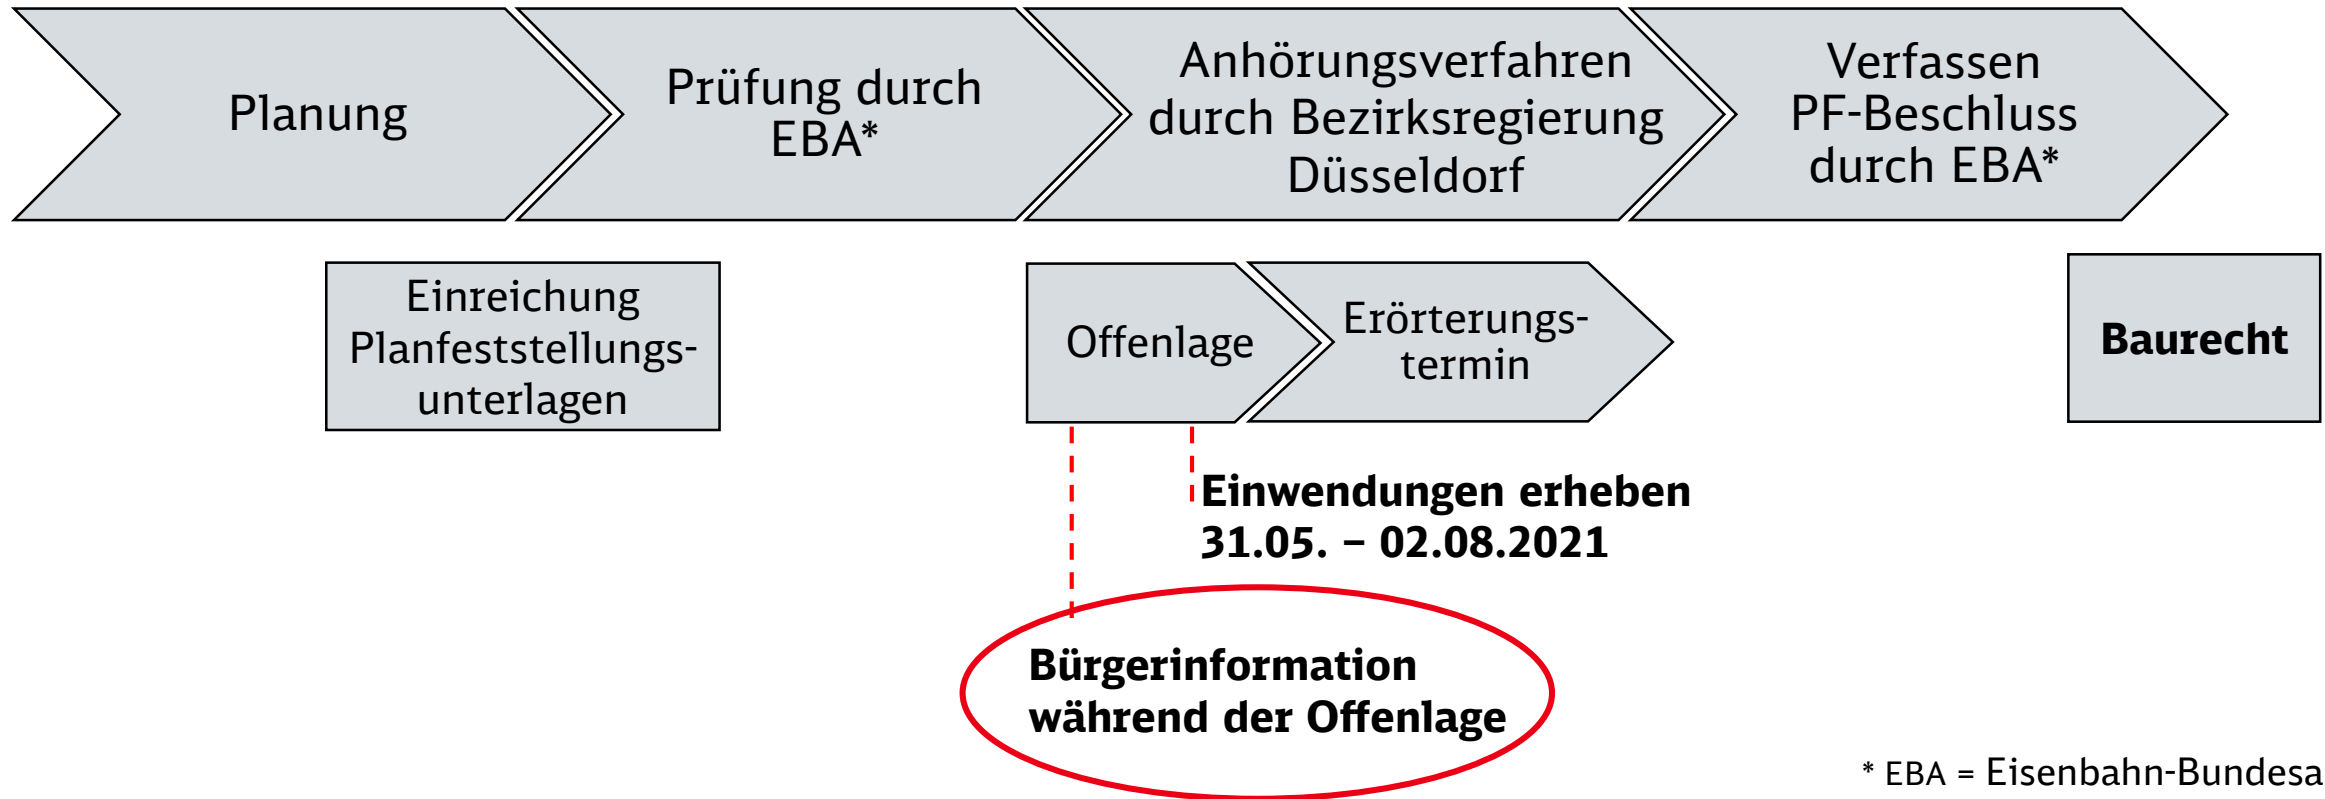 Planung
Prüfung durch
EBA*
Anhörungsverfahren
durch Bezirksregierung
Düsseldorf
Verfassen
PF-Beschluss
durch EBA*
Einreichung
Planfeststellungs-
unterlagen
Offenlage
Erörterungs-
termin
Baurecht
Einwendungen erheben
31.05. – 02.08.2021
Bürgerinformation
während der Offenlage
* EBA = Eisenbahn-Bundesa